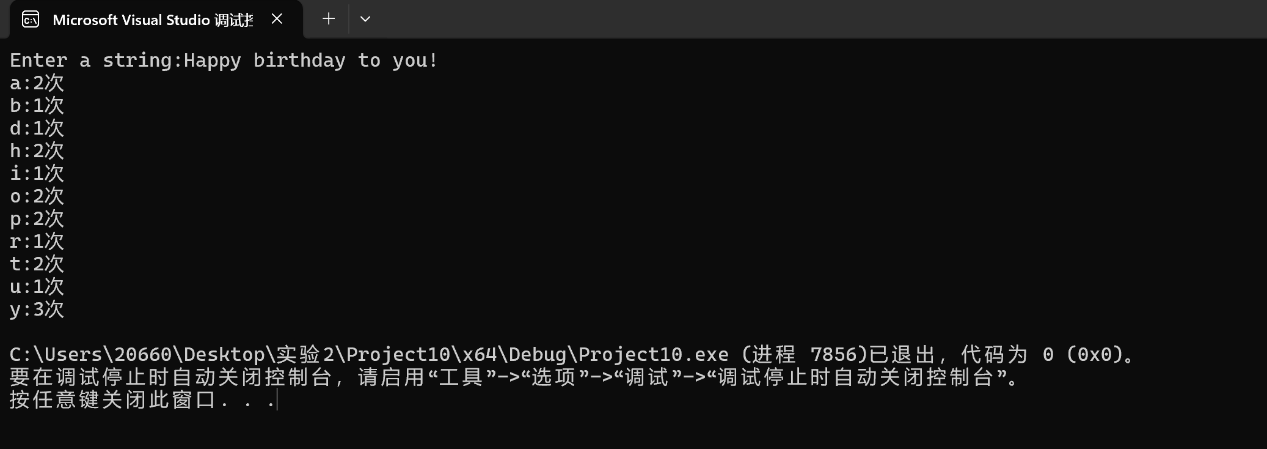 Microsoft Visual Studio 调试
Enter a string:Happy birthday to you!
a:2次
b:1次
d:1次
h:2次
i:1次
o:2次
p:2次
r:1次
t:2次
u:1次
y:3次
C:\Users\20660\Desktop\实验2\Project10\x64\Debug\Project10.exe (进程 7856)已退出，代码为 0 (0x0)。
要在调试停止时自动关闭控制台，请启用“工具”->“选项”->“调试”->“调试停止时自动关闭控制台”。
按任意键关闭此窗口. . .